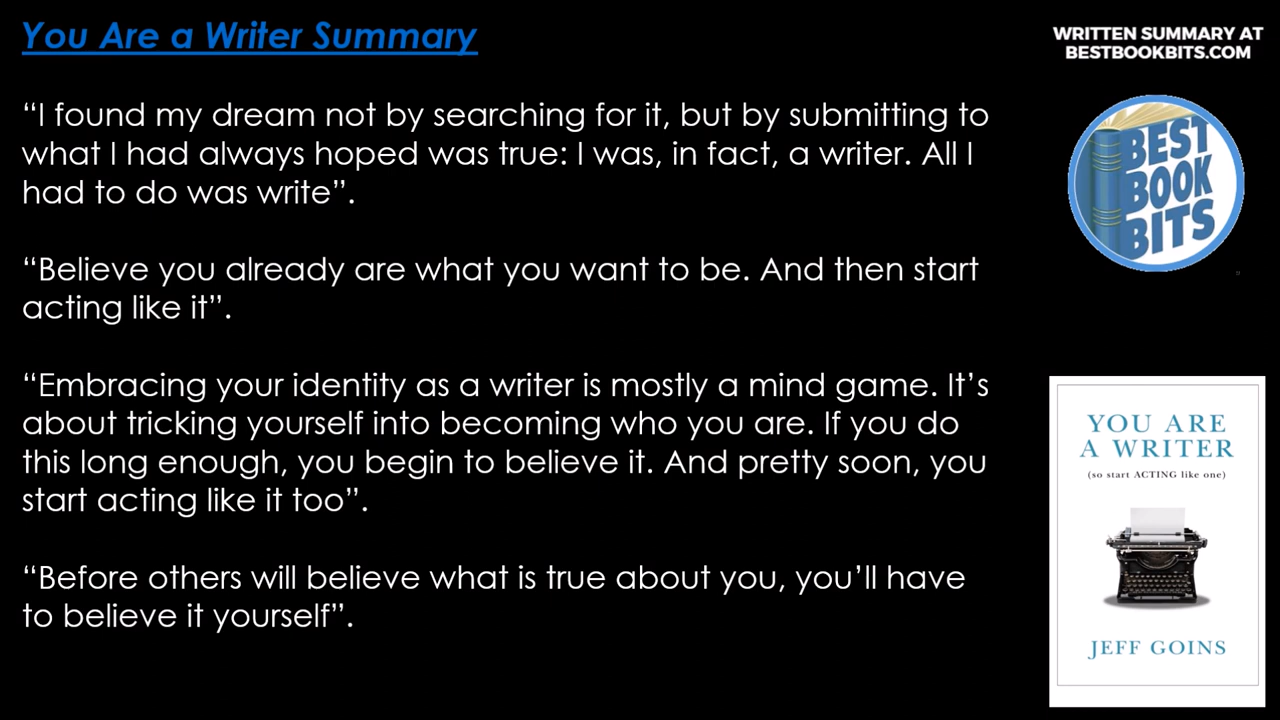 You Are a Writer Summary
“I found my dream not by searching for it, but by submitting to
what I had always hoped was true: I was, in fact, a writer. All I
had to do was write”.
“Believe you already are what you want to be. And then start
acting like it”.
“Embracing your identity as a writer is mostly a mind game. It’s
about tricking yourself into becoming who you are. If you do
this long enough, you begin to believe it. And pretty soon, you
start acting like it too”.
“Before others will believe what is true about you, you’ll have
to believe it yourself”.
WRITTEN SUMMARY AT
BESTBOOKBITS.COM
BEST
BOOK
BITS
YOU ARE
A WRITER
(so start ACTING like one)
JEFF GOINS